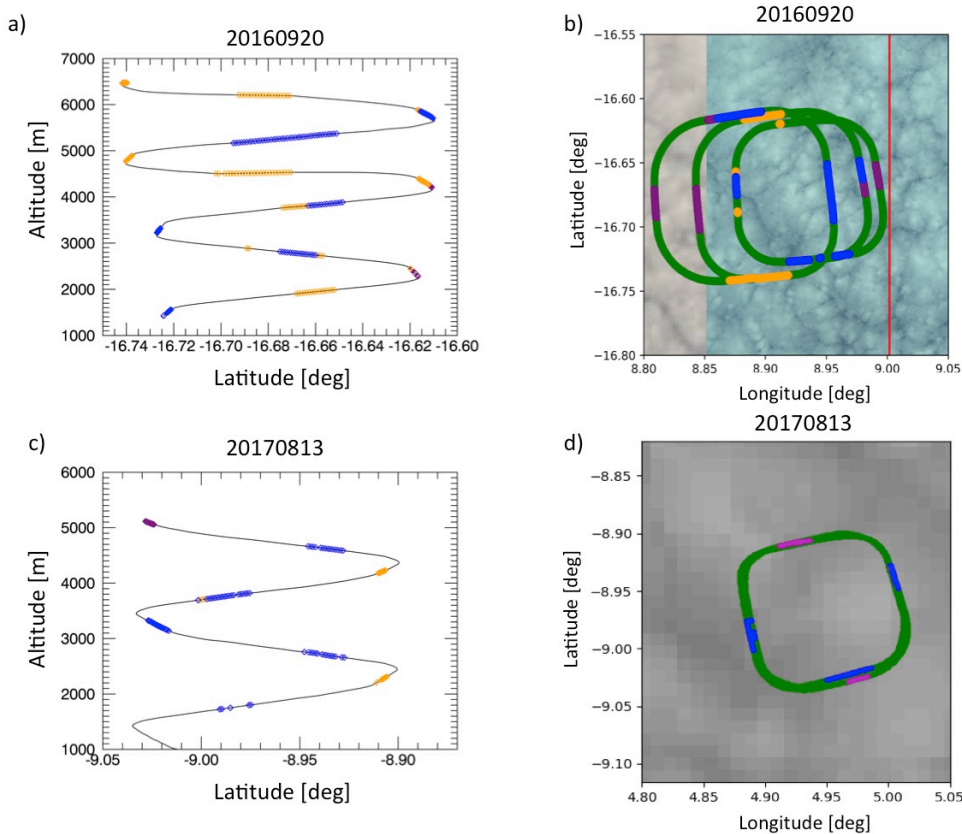 a)
20160920
7000
6000
5000
4000
3000
2000
1000
Altitude [m]
-16.74 -16.72 -16.70 -16.68 -16.66 -16.64 -16.62 -16.60
Latitude [deg]
b)
20160920
−16.55
−16.60
−16.65
−16.70
−16.75
−16.80
Latitude [deg]
8.80 8.85 8.90 8.95 9.00 9.05
Longitude [deg]
c)
20170813
6000
5000
4000
3000
2000
1000
Altitude [m]
-9.05 -9.00 -8.95 -8.90
Latitude [deg]
d)
20170813
−8.85
−8.90
−8.95
−9.00
−9.05
−9.10
Latitude [deg]
4.80 4.90 4.95 5.00 5.05
Longitude [deg]